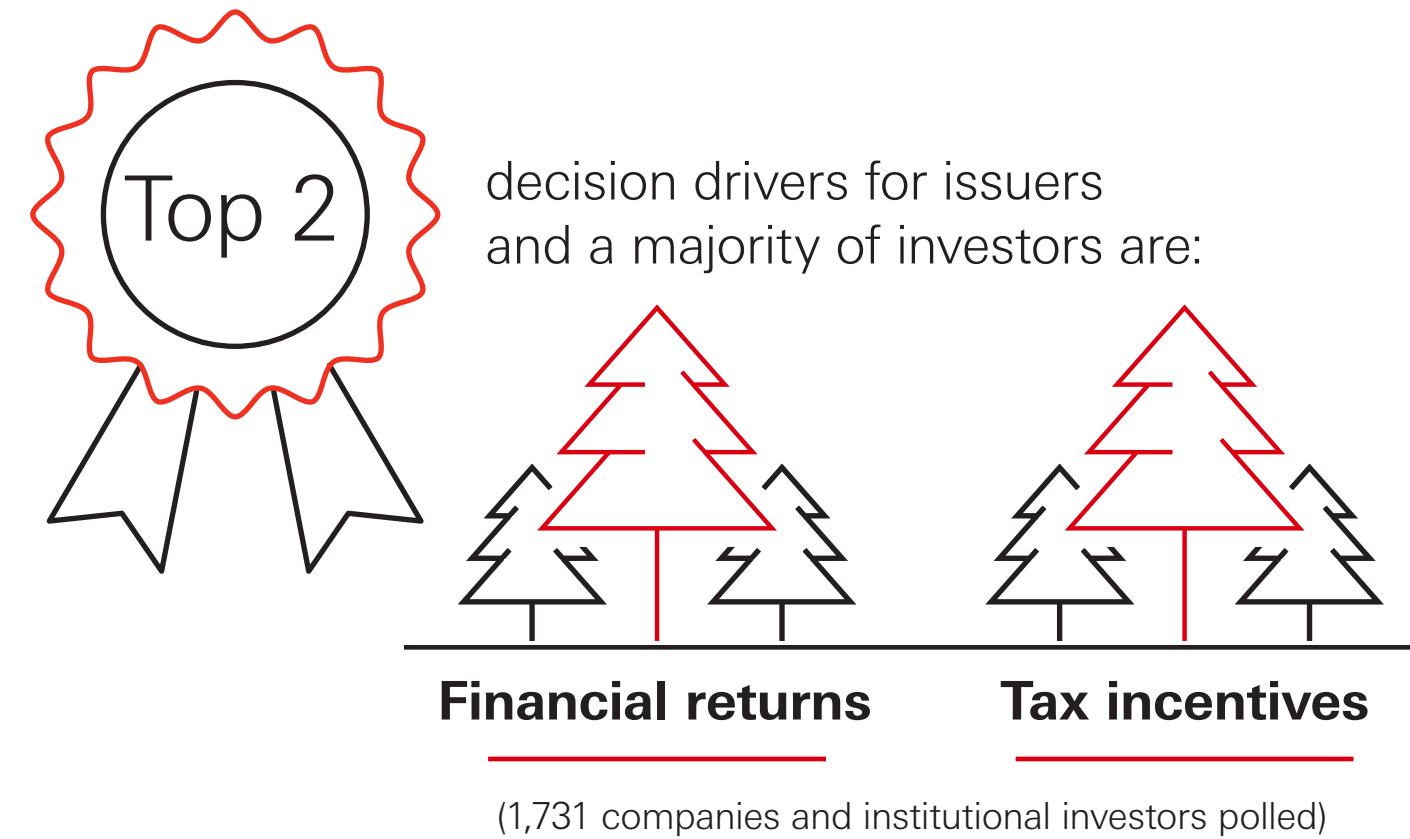 Top 2
decision drivers for issuers
and a majority of investors are:
Financial returns
Tax incentives
(1,731 companies and institutional investors polled)